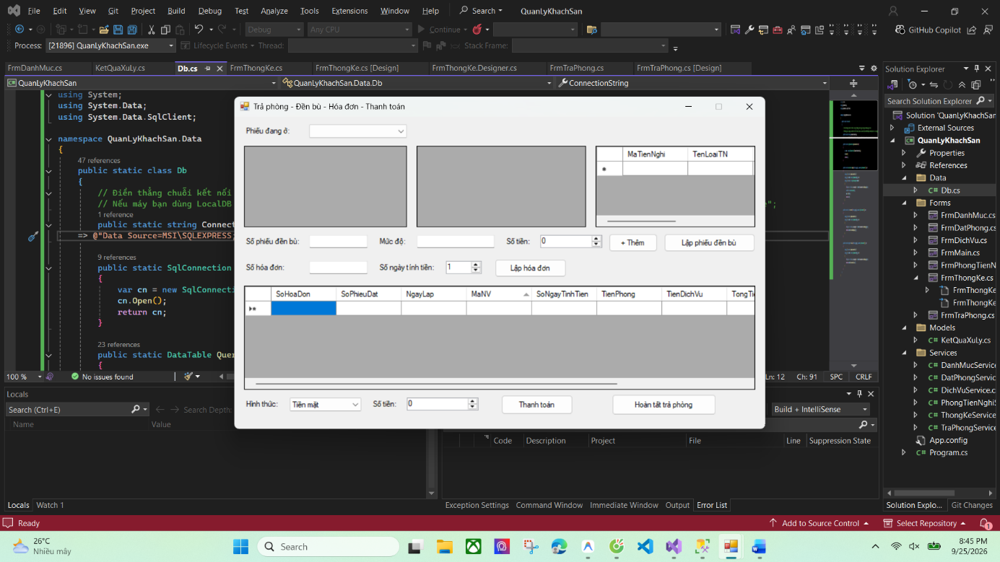 File Edit View Git Project Build Debug Test Analyze Tools Extensions Window Help Search QuanLyKhachSan
Debug Any CPU Continue GitHub Copilot
Process: [21896] QuanLyKhachSan.exe Lifecycle Events Thread: Stack Frame:
FrmDanhMuc.cs KetQuaXuLy.cs Db.cs FrmThongKe.cs FrmThongKe.cs [Design] FrmThongKe.Designer.cs FrmTraPhong.cs FrmTraPhong.cs [Design]
QuanLyKhachSan QuanLyKhachSan.Data.Db ConnectionString
using System;
using System.Data;
using System.Data.SqlClient;
namespace QuanLyKhachSan.Data
{
47 references
public static class Db
{
// Điền thẳng chuỗi kết nối
// Nếu máy bạn dùng LocalDB ";
1 reference
public static string Connect
=> @"Data Source=MSI\SQLEXPRESS;
9 references
public static SqlConnection
{
var cn = new SqlConnecti
cn.Open();
return cn;
}
23 references
public static DataTable Quer
{
100 % No issues found Ln: 12 Ch: 91 SPC CRLF
Trả phòng - Đền bù - Hóa đơn - Thanh toán
Phiếu đang ở:
MaTienNghi TenLoaiTN
Số phiếu đền bù: Mức độ: Số tiền: 0 + Thêm Lập phiếu đền bù
Số hóa đơn: Số ngày tính tiền: 1 Lập hóa đơn
SoHoaDon SoPhieuDat NgayLap MaNV SoNgayTinhTien TienPhong TienDichVu TongTi
Hình thức: Tiền mặt Số tiền: 0 Thanh toán Hoàn tất trả phòng
Solution Explorer
Search Solution Explorer
Solution 'QuanLyKhachSan
External Sources
QuanLyKhachSan
Properties
References
Data
Db.cs
Forms
FrmDanhMuc.cs
FrmDatPhong.cs
FrmDichVu.cs
FrmMain.cs
FrmPhongTienN
FrmThongKe.cs
FrmThongKe
FrmThongKe
FrmTraPhong.cs
Models
KetQuaXuLy.cs
Services
DanhMucService
DatPhongServic
DichVuService.c
PhongTienNghiS
ThongKeService
TraPhongService
App.config
Program.cs
Solution Explo... Git Changes
Locals
Search (Ctrl+E) Search Depth:
Name Value
Locals Watch 1
Build + IntelliSense
Code Description Project File Line Suppression State
Exception Settings Command Window Immediate Window Output Error List
Ready Add to Source Control Select Repository 1
26°C
Nhiều mây
Search
8:45 PM
9/25/2026